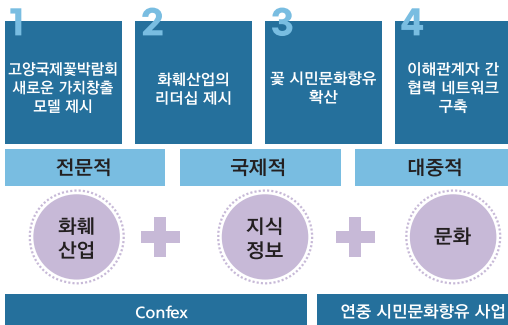 1
고양국제꽃박람회
새로운 가치창출
모델 제시
2
화훼산업의
리더십 제시
3
꽃 시민문화향유
확산
4
이해관계자 간
협력 네트워크
구축
전문적
국제적
대중적
화훼
산업
지식
정보
문화
Confex
연중 시민문화향유 사업